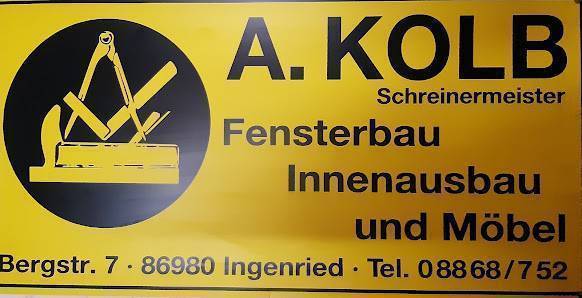 A. KOLB
Schreinermeister
Fensterbau
Innenausbau
und Möbel
Bergstr. 7 · 86980 Ingenried · Tel. 08868/752